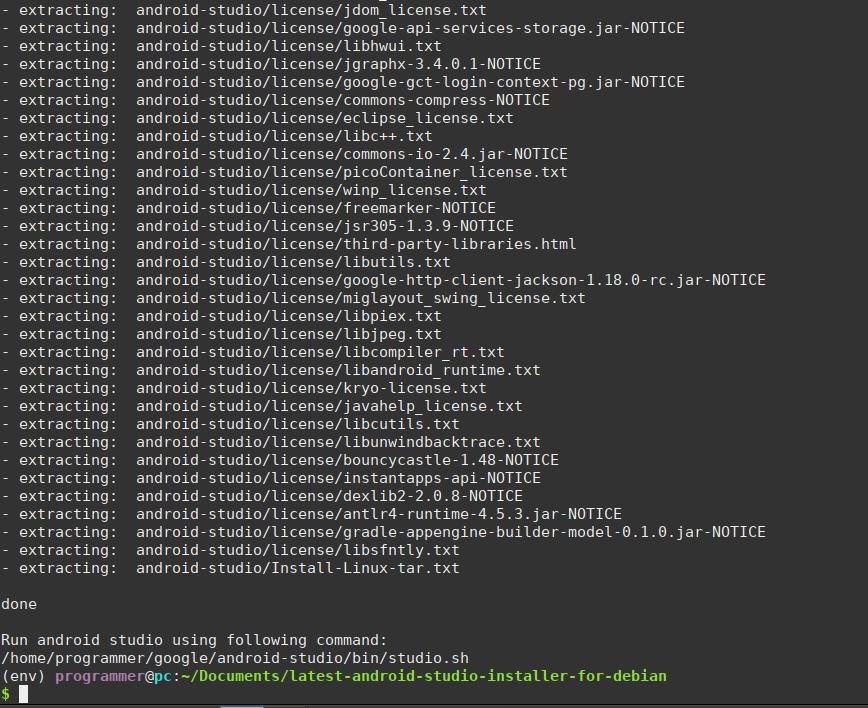 - extracting:  android-studio/license/jdom_license.txt
- extracting:  android-studio/license/google-api-services-storage.jar-NOTICE
- extracting:  android-studio/license/libhwui.txt
- extracting:  android-studio/license/jgraphx-3.4.0.1-NOTICE
- extracting:  android-studio/license/google-gct-login-context-pg.jar-NOTICE
- extracting:  android-studio/license/commons-compress-NOTICE
- extracting:  android-studio/license/eclipse_license.txt
- extracting:  android-studio/license/libc++.txt
- extracting:  android-studio/license/commons-io-2.4.jar-NOTICE
- extracting:  android-studio/license/picoContainer_license.txt
- extracting:  android-studio/license/winp_license.txt
- extracting:  android-studio/license/freemarker-NOTICE
- extracting:  android-studio/license/jsr305-1.3.9-NOTICE
- extracting:  android-studio/license/third-party-libraries.html
- extracting:  android-studio/license/libutils.txt
- extracting:  android-studio/license/google-http-client-jackson-1.18.0-rc.jar-NOTICE
- extracting:  android-studio/license/miglayout_swing_license.txt
- extracting:  android-studio/license/libpiex.txt
- extracting:  android-studio/license/libjpeg.txt
- extracting:  android-studio/license/libcompiler_rt.txt
- extracting:  android-studio/license/libandroid_runtime.txt
- extracting:  android-studio/license/kryo-license.txt
- extracting:  android-studio/license/javahelp_license.txt
- extracting:  android-studio/license/libcutils.txt
- extracting:  android-studio/license/libunwindbacktrace.txt
- extracting:  android-studio/license/bouncycastle-1.48-NOTICE
- extracting:  android-studio/license/instantapps-api-NOTICE
- extracting:  android-studio/license/dexlib2-2.0.8-NOTICE
- extracting:  android-studio/license/antlr4-runtime-4.5.3.jar-NOTICE
- extracting:  android-studio/license/gradle-appengine-builder-model-0.1.0.jar-NOTICE
- extracting:  android-studio/license/libsfntly.txt
- extracting:  android-studio/Install-Linux-tar.txt
done
Run android studio using following command:
/home/programmer/google/android-studio/bin/studio.sh
(env) programmer@pc:~/Documents/latest-android-studio-installer-for-debian
$